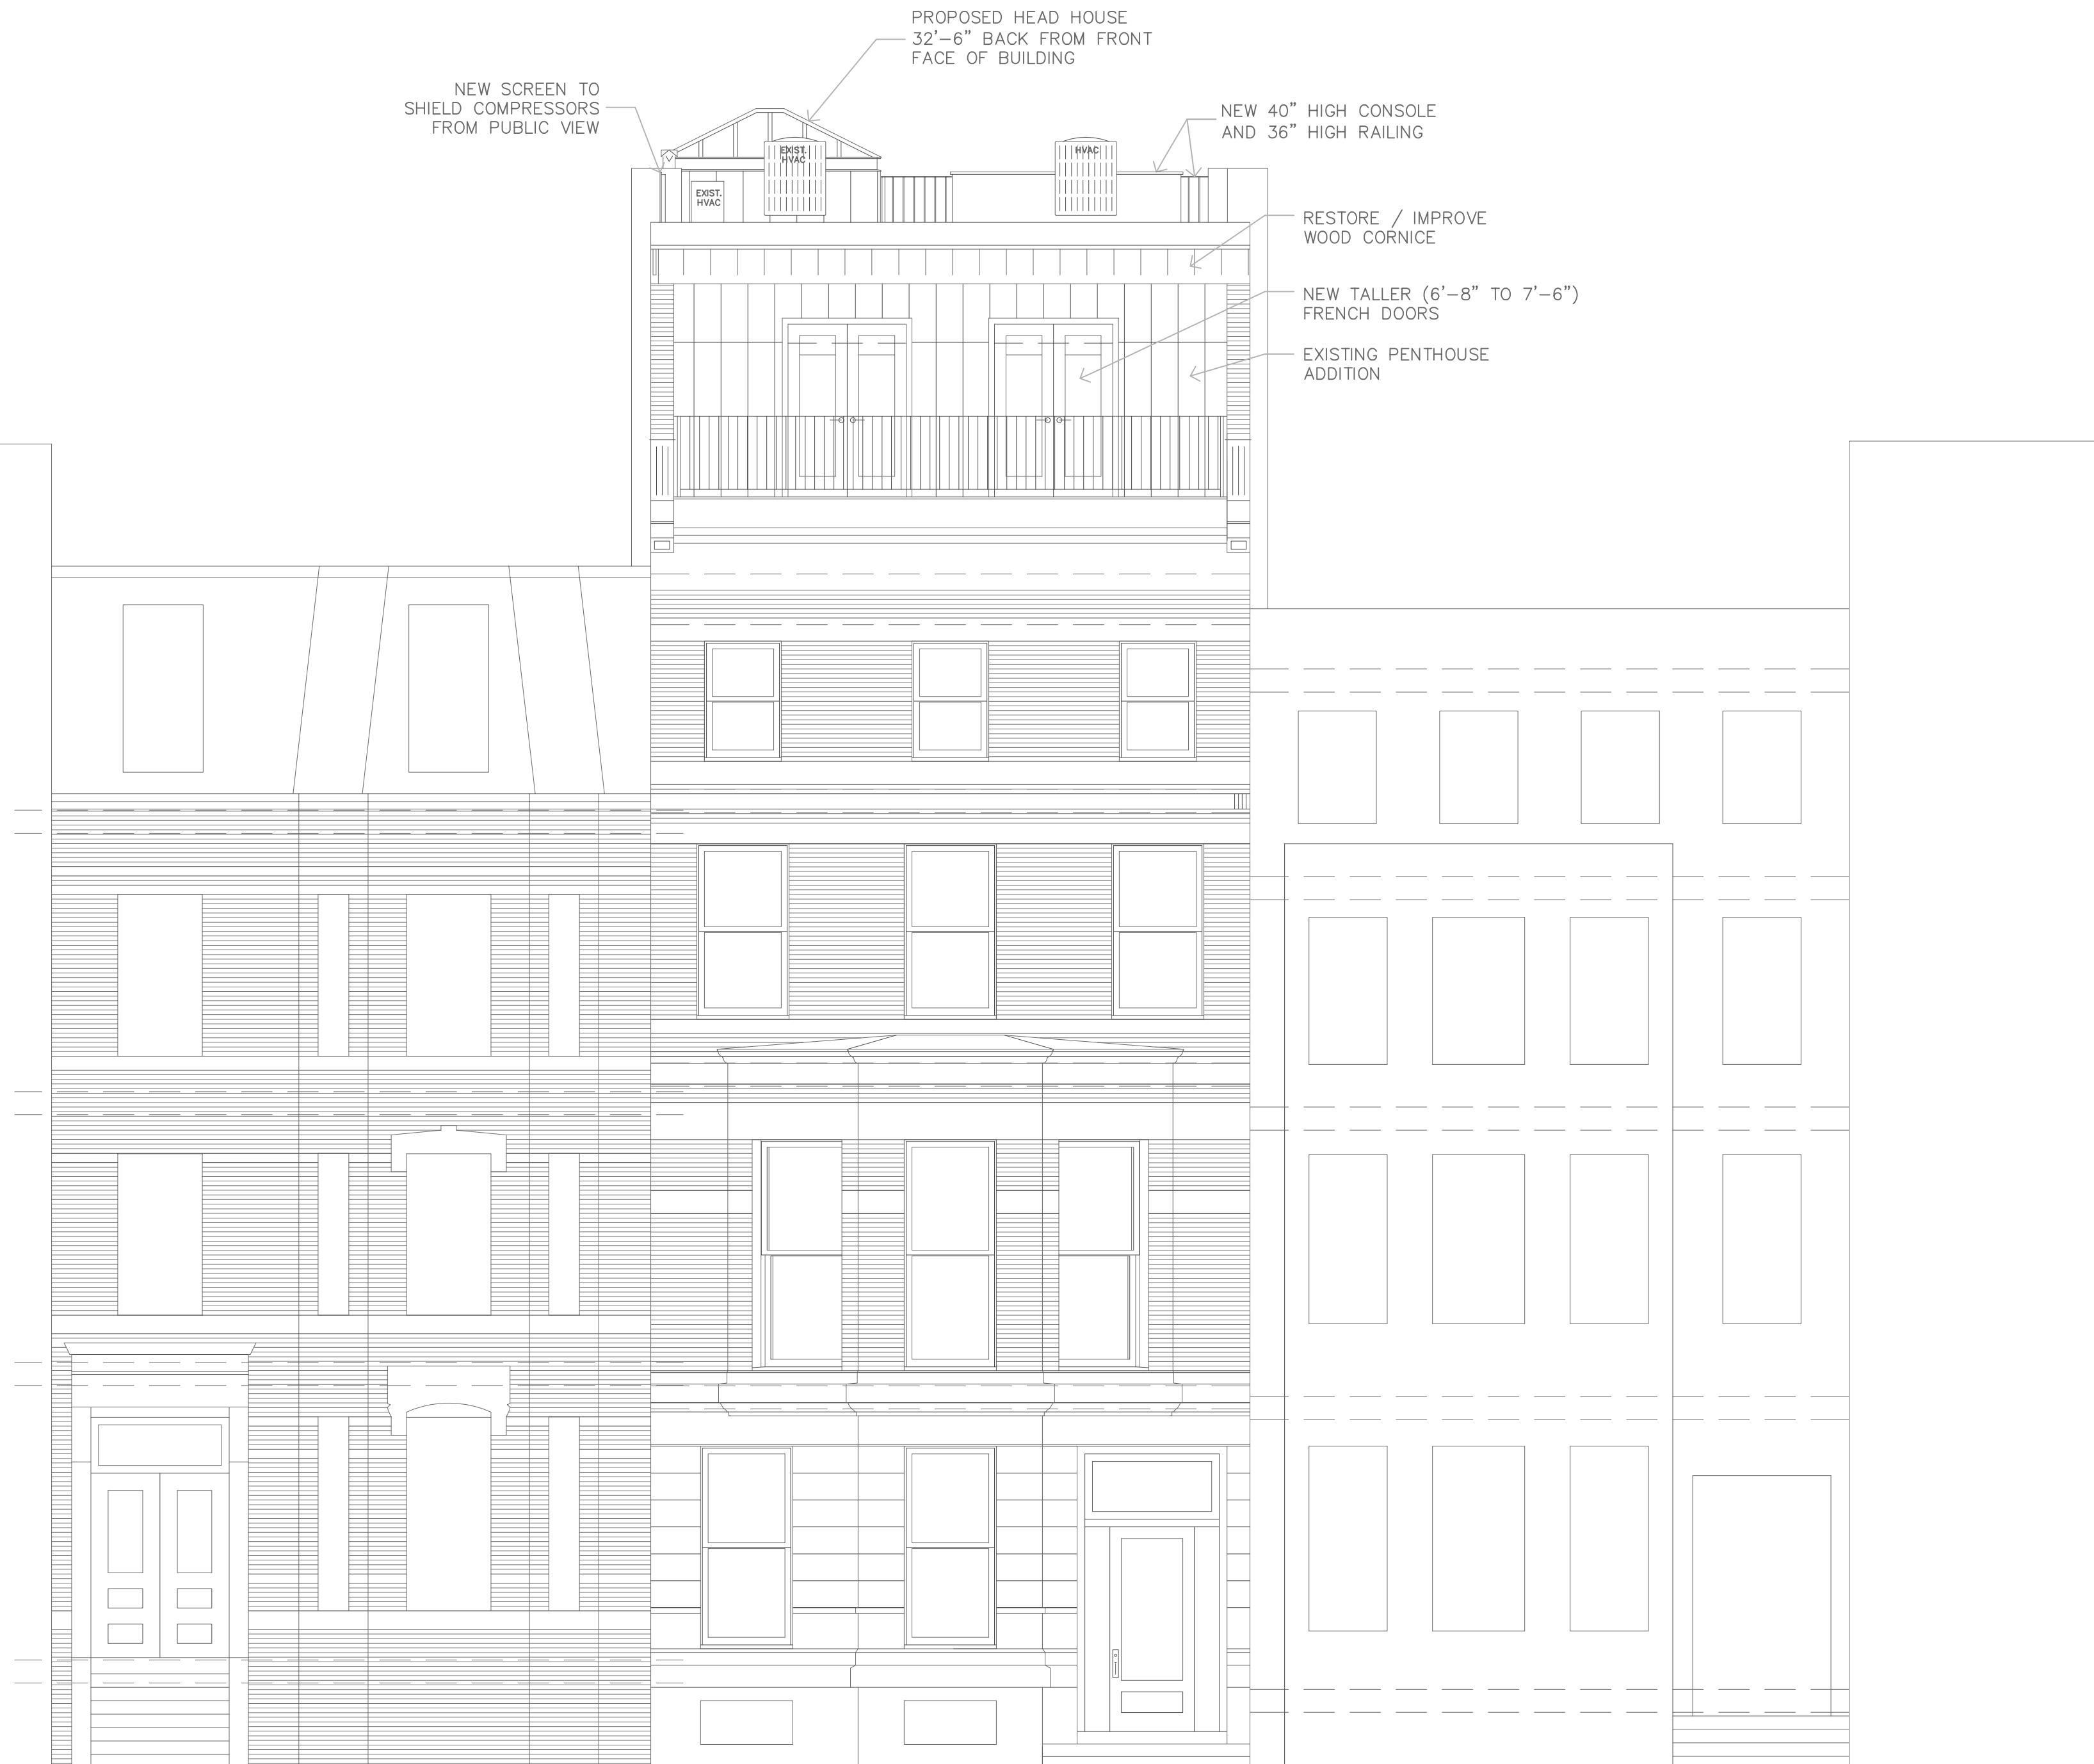 PROPOSED HEAD HOUSE
32'-6" BACK FROM FRONT
FACE OF BUILDING
NEW SCREEN TO
SHIELD COMPRESSORS
FROM PUBLIC VIEW
NEW 40" HIGH CONSOLE
AND 36" HIGH RAILING
EXIST.
HVAC
HVAC
EXIST.
HVAC
RESTORE / IMPROVE
WOOD CORNICE
NEW TALLER (6'-8" TO 7'-6")
FRENCH DOORS
EXISTING PENTHOUSE
ADDITION